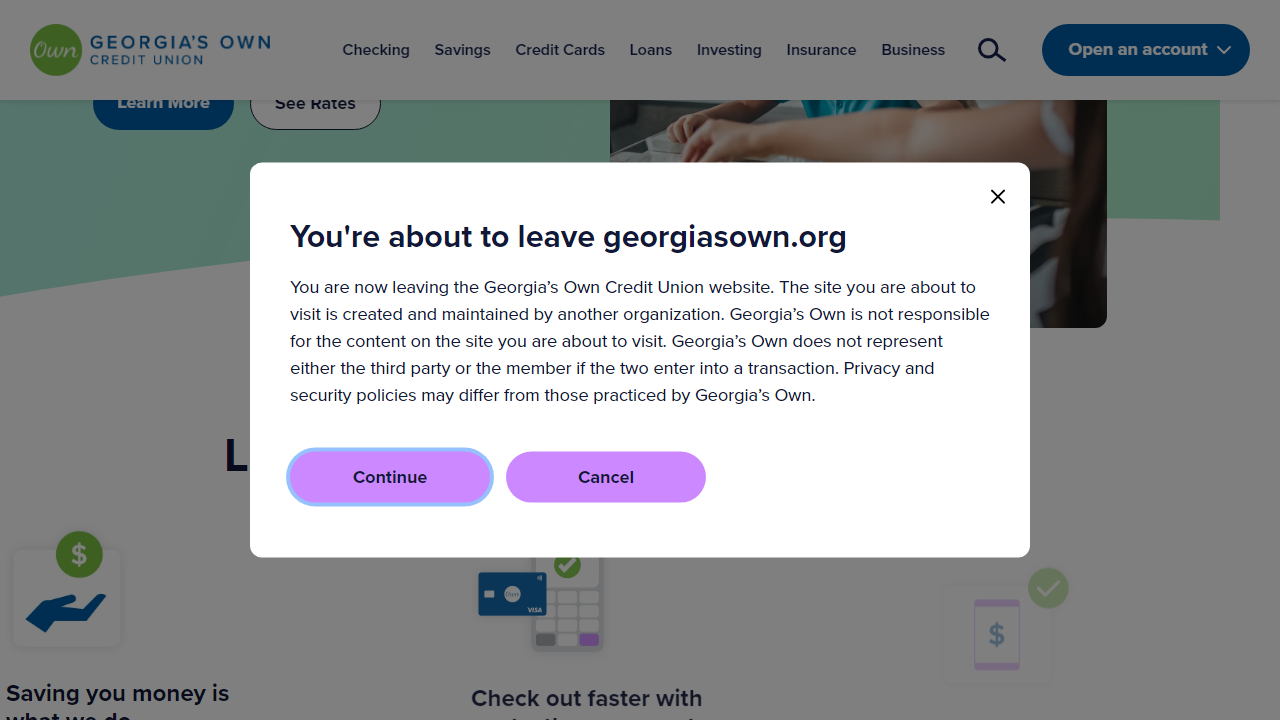 Own GEORGIA'S OWN
CREDIT UNION
Checking Savings Credit Cards Loans Investing Insurance Business Open an account
Learn More See Rates
You're about to leave georgiasown.org
You are now leaving the Georgia’s Own Credit Union website. The site you are about to
visit is created and maintained by another organization. Georgia’s Own is not responsible
for the content on the site you are about to visit. Georgia’s Own does not represent
either the third party or the member if the two enter into a transaction. Privacy and
security policies may differ from those practiced by Georgia’s Own.
Continue Cancel
L
$
Own
VISA
$
Saving you money is
what we do
Check out faster with